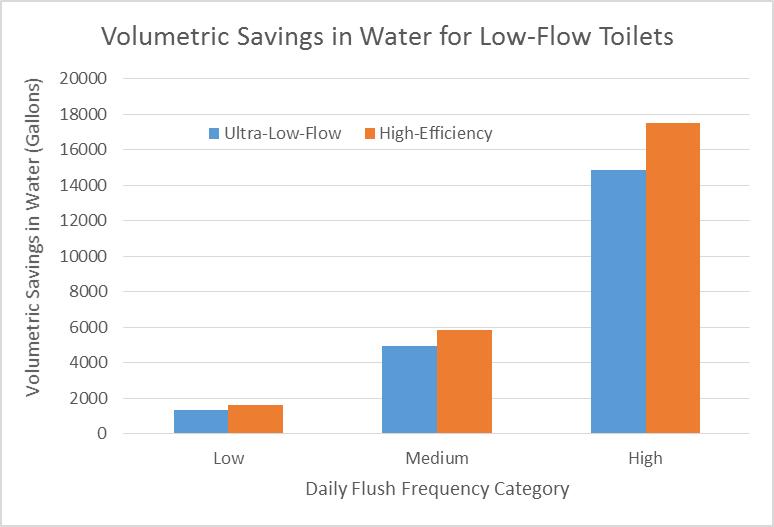 Volumetric Savings in Water for Low-Flow Toilets
Volumetric Savings in Water (Gallons)
20000
18000
16000
14000
12000
10000
8000
6000
4000
2000
0
Ultra-Low-Flow
High-Efficiency
Low
Medium
High
Daily Flush Frequency Category